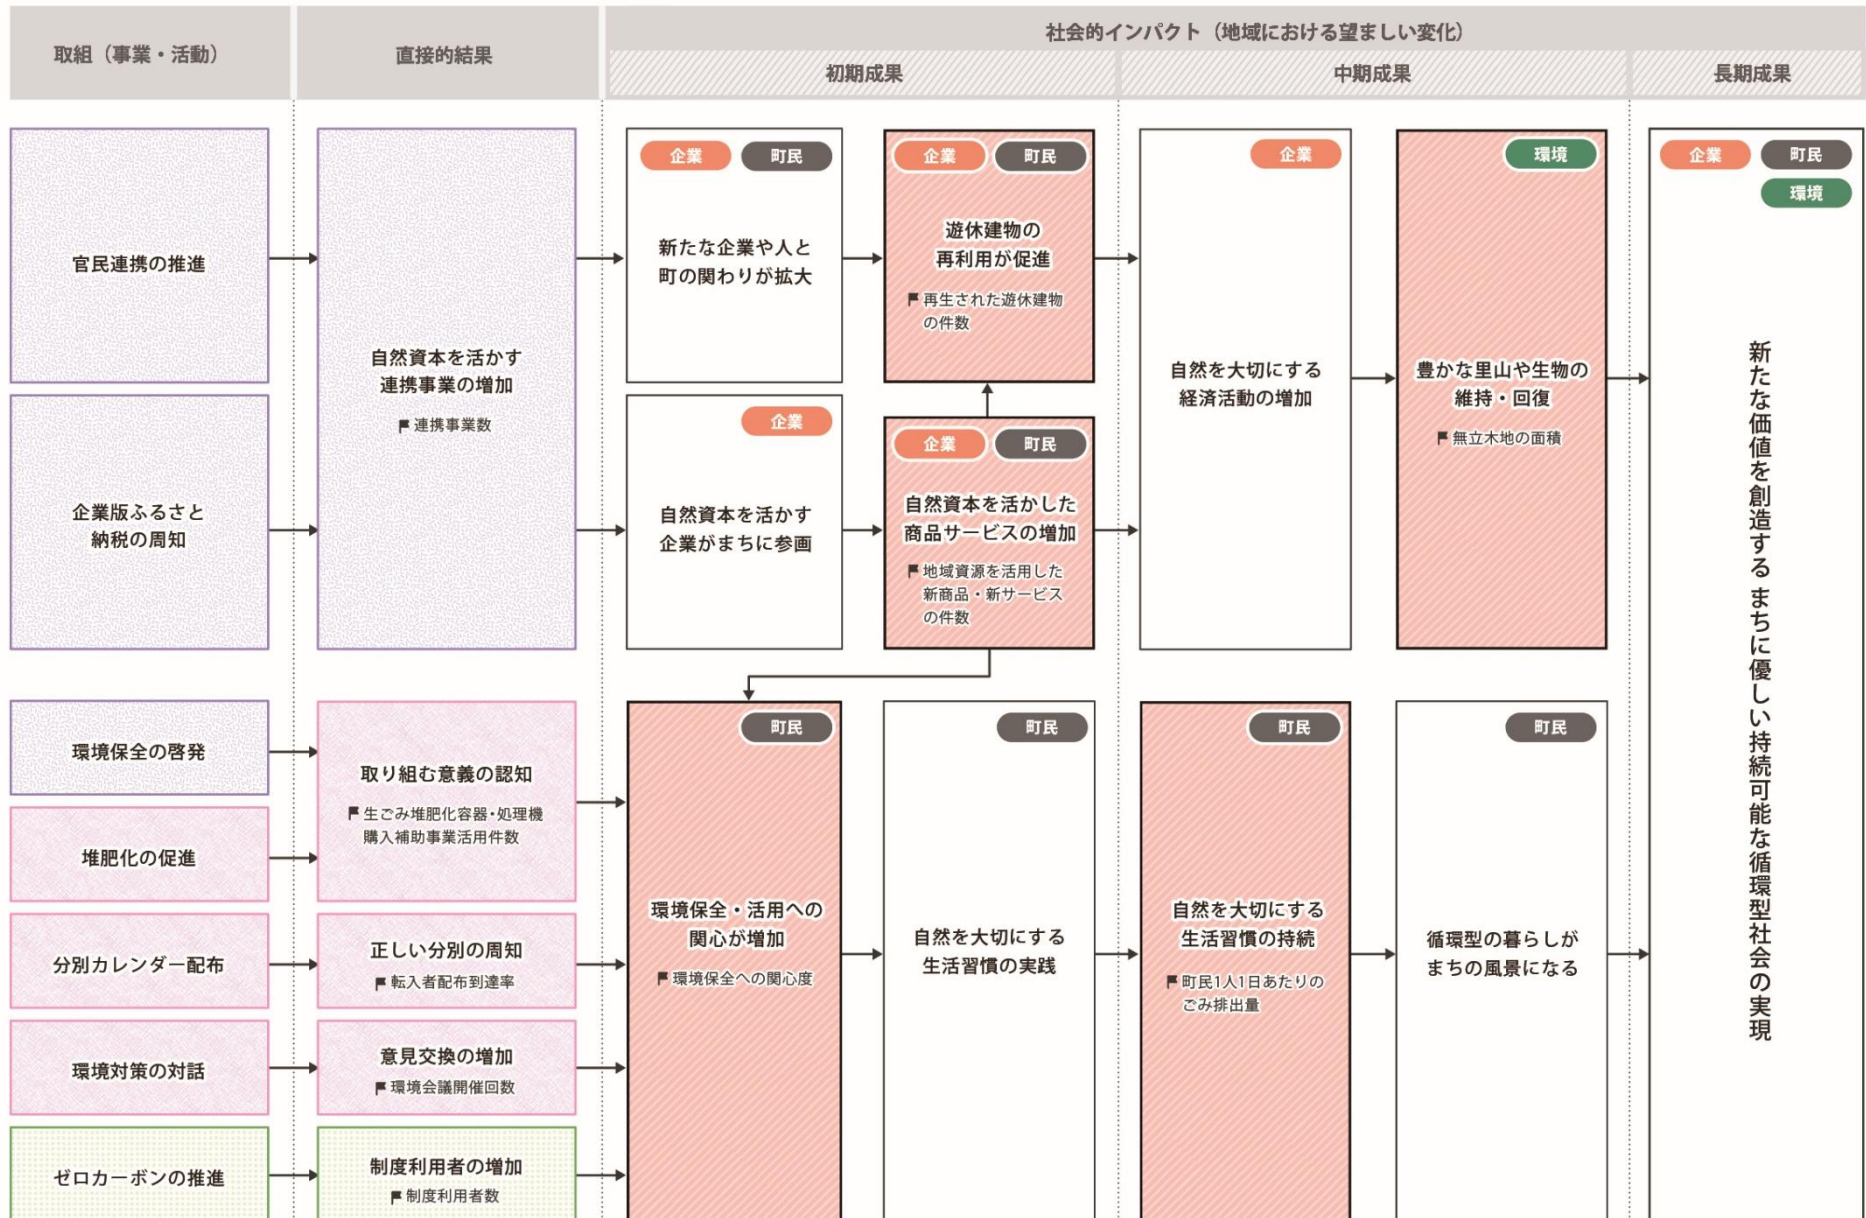 取組（事業・活動）
直接的結果
社会的インパクト（地域における望ましい変化）
初期成果
中期成果
長期成果
官民連携の推進
企業版ふるさと
納税の周知
自然資本を活かす
連携事業の増加
連携事業数
企業
町民
新たな企業や人と
町の関わりが拡大
企業
町民
遊休建物の
再利用が促進
再生された遊休建物
の件数
企業
自然資本を活かす
企業がまちに参画
企業
町民
自然資本を活かした
商品サービスの増加
地域資源を活用した
新商品・新サービス
の件数
企業
自然を大切にする
経済活動の増加
環境
豊かな里山や生物の
維持・回復
無立木地の面積
企業
町民
環境
新たな価値を創造する まちに優しい持続可能な循環型社会の実現
環境保全の啓発
堆肥化の促進
分別カレンダー配布
環境対策の対話
ゼロカーボンの推進
取り組む意義の認知
生ごみ堆肥化容器・処理機
購入補助事業活用件数
正しい分別の周知
転入者配布到達率
意見交換の増加
環境会議開催回数
制度利用者の増加
制度利用者数
町民
環境保全・活用への
関心が増加
環境保全への関心度
町民
自然を大切にする
生活習慣の実践
町民
自然を大切にする
生活習慣の持続
町民1人1日あたりの
ごみ排出量
町民
循環型の暮らしが
まちの風景になる